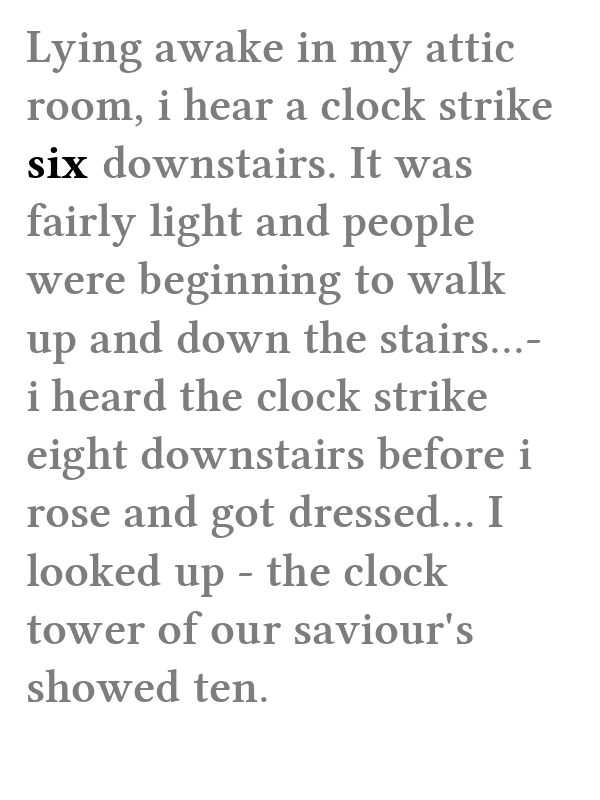 Lying awake in my attic
room, i hear a clock strike
six downstairs. It was
fairly light and people
were beginning to walk
up and down the stairs...-
i heard the clock strike
eight downstairs before i
rose and got dressed... I
looked up - the clock
tower of our saviour's
showed ten.